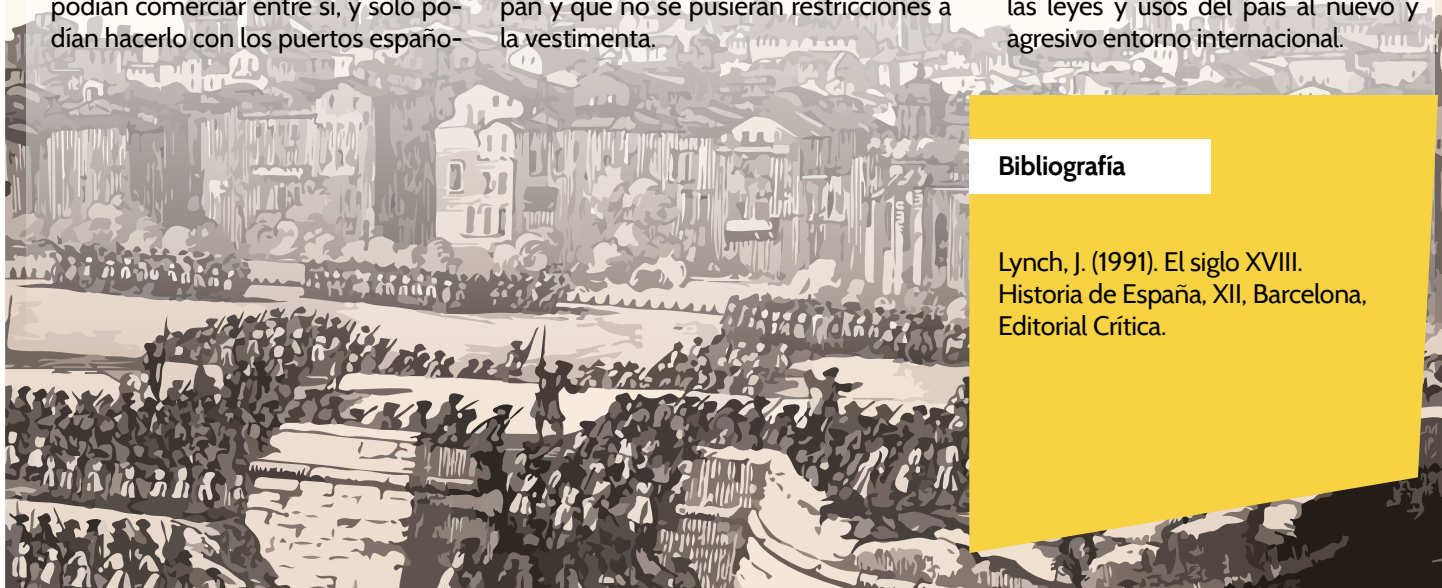 podían comerciar entre sí, y sólo po-
dían hacerlo con los puertos españo-
pan y que no se pusieran restricciones a
la vestimenta.
las leyes y usos del país al nuevo y
agresivo entorno internacional.
Bibliografía
Lynch, J. (1991). El siglo XVIII.
Historia de España, XII, Barcelona,
Editorial Crítica.